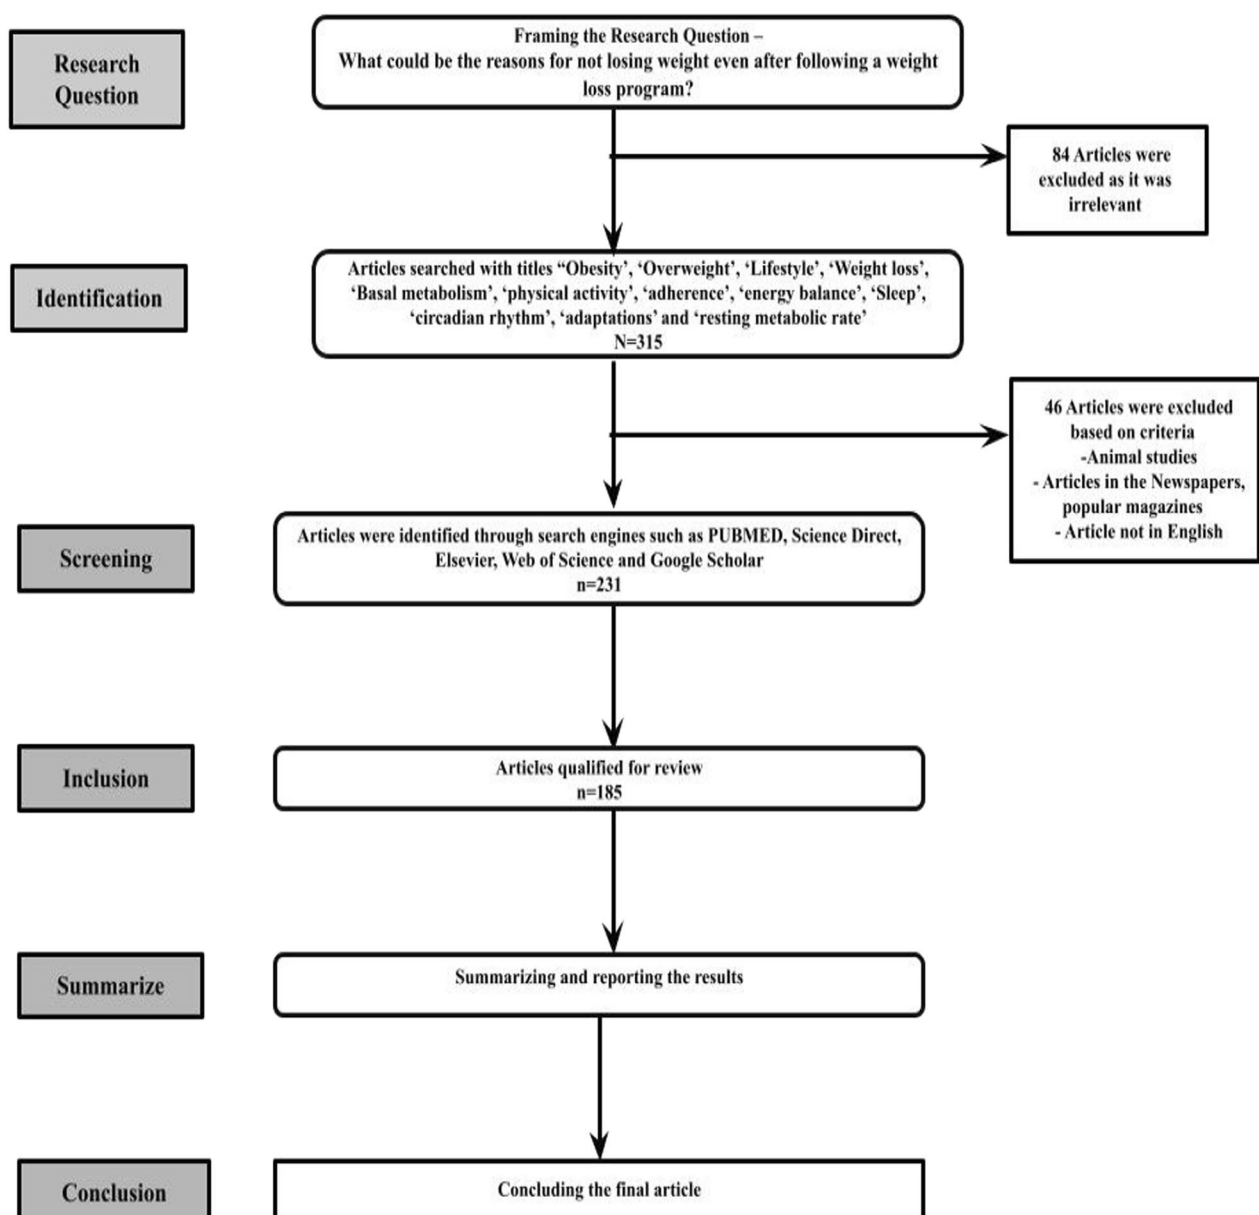 Research
Question
Framing the Research Question –
What could be the reasons for not losing weight even after following a weight
loss program?
84 Articles were
excluded as it was
irrelevant
Identification
Articles searched with titles “Obesity’, ‘Overweight’, ‘Lifestyle’, ‘Weight loss’,
‘Basal metabolism’, ‘physical activity’, ‘adherence’, ‘energy balance’, ‘Sleep’,
‘circadian rhythm’, ‘adaptations’ and ‘resting metabolic rate’
N=315
46 Articles were excluded
based on criteria
-Animal studies
- Articles in the Newspapers,
popular magazines
- Article not in English
Screening
Articles were identified through search engines such as PUBMED, Science Direct,
Elsevier, Web of Science and Google Scholar
n=231
Inclusion
Articles qualified for review
n=185
Summarize
Summarizing and reporting the results
Conclusion
Concluding the final article